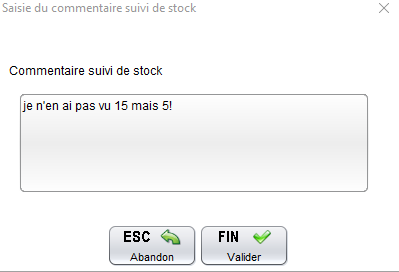 Saisie du commentaire suivi de stock
Commentaire suivi de stock
je n'en ai pas vu 15 mais 5!
ESC FIN
Abandon Valider